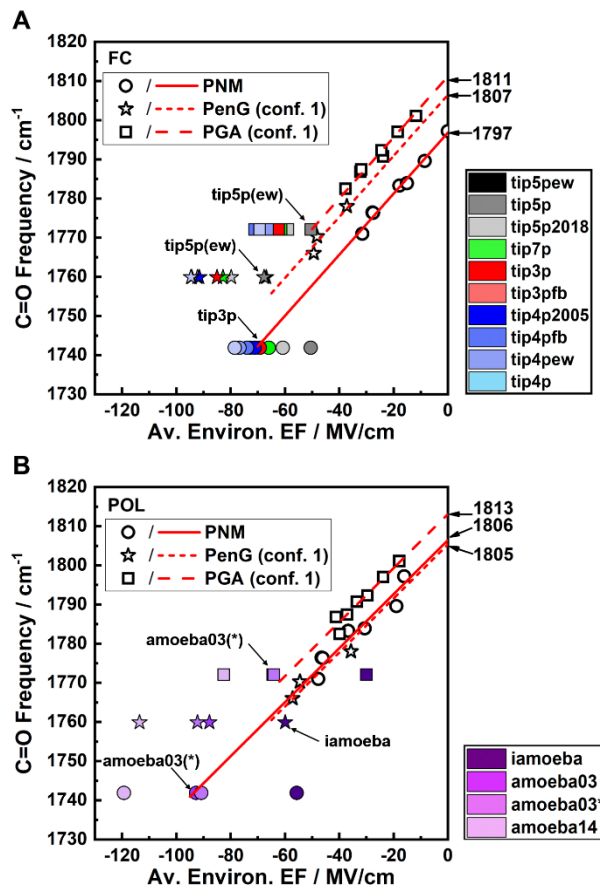 A
1820
1810
1800
1790
1780
1770
1760
1750
1740
1730
C=O Frequency / cm-1
FC
/ PNM
/ PenG (conf. 1)
/ PGA (conf. 1)
1811
1807
1797
tip5p(ew)
tip5p(ew)
tip3p
-120 -100 -80 -60 -40 -20 0
Av. Environ. EF / MV/cm
tip5pew
tip5p
tip5p2018
tip7p
tip3p
tip3pfb
tip4p2005
tip4pfb
tip4pew
tip4p
B
1820
1810
1800
1790
1780
1770
1760
1750
1740
1730
C=O Frequency / cm-1
POL
/ PNM
/ PenG (conf. 1)
/ PGA (conf. 1)
1813
1806
1805
amoeba03(*)
iamoeba
amoeba03(*)
-120 -100 -80 -60 -40 -20 0
Av. Environ. EF / MV/cm
iamoeba
amoeba03
amoeba03*
amoeba14